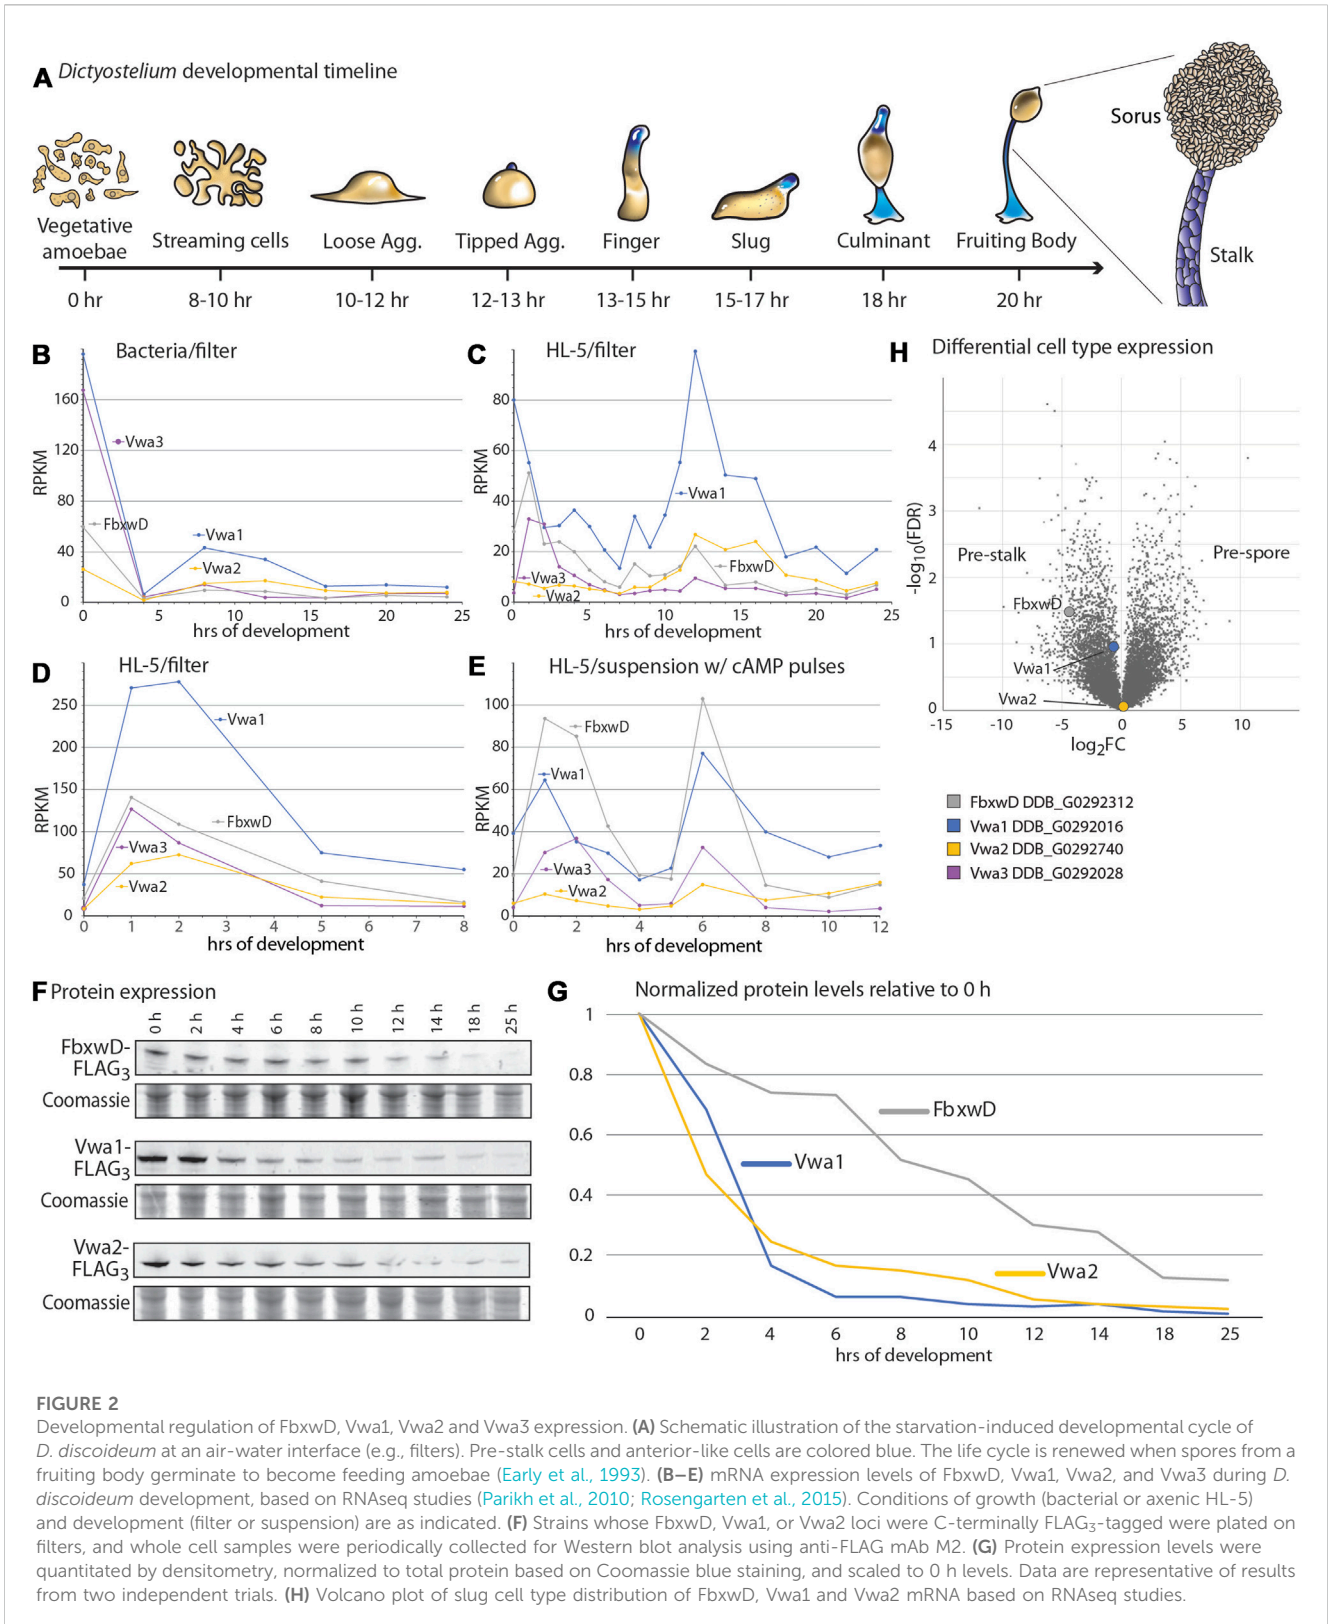 A Dictyostelium developmental timeline
Sorus
Stalk
Vegetative
amoebae
Streaming cells
Loose Agg.
Tipped Agg.
Finger
Slug
Culminant
Fruiting Body
0 hr
8-10 hr
10-12 hr
12-13 hr
13-15 hr
15-17 hr
18 hr
20 hr
B Bacteria/filter
RPKM
160
120
80
40
0
Vwa3
FbxwD
Vwa1
Vwa2
0 5 10 15 20 25
hrs of development
C HL-5/filter
RPKM
80
60
40
20
0
Vwa1
FbxwD
Vwa3
Vwa2
0 5 10 15 20 25
hrs of development
H Differential cell type expression
-log10(FDR)
4
3
2
1
0
Pre-stalk
Pre-spore
FbxwD
Vwa1
Vwa2
-15 -10 -5 0 5 10
log2FC
FbxwD DDB_G0292312
Vwa1 DDB_G0292016
Vwa2 DDB_G0292740
Vwa3 DDB_G0292028
D HL-5/filter
RPKM
250
200
150
100
50
0
Vwa1
FbxwD
Vwa3
Vwa2
0 1 2 3 4 5 6 7 8
hrs of development
E HL-5/suspension w/ cAMP pulses
RPKM
100
80
60
40
20
0
FbxwD
Vwa1
Vwa3
Vwa2
0 2 4 6 8 10 12
hrs of development
F Protein expression
0 h 2 h 4 h 6 h 8 h 10 h 12 h 14 h 18 h 25 h
FbxwD-
FLAG3
Coomassie
Vwa1-
FLAG3
Coomassie
Vwa2-
FLAG3
Coomassie
G Normalized protein levels relative to 0 h
1
0.8
0.6
0.4
0.2
0
FbxwD
Vwa1
Vwa2
0 2 4 6 8 10 12 14 18 25
hrs of development
FIGURE 2
Developmental regulation of FbxwD, Vwa1, Vwa2 and Vwa3 expression. (A) Schematic illustration of the starvation-induced developmental cycle of
D. discoideum at an air-water interface (e.g., filters). Pre-stalk cells and anterior-like cells are colored blue. The life cycle is renewed when spores from a
fruiting body germinate to become feeding amoebae (Early et al., 1993). (B–E) mRNA expression levels of FbxwD, Vwa1, Vwa2, and Vwa3 during D.
discoideum development, based on RNAseq studies (Parikh et al., 2010; Rosengarten et al., 2015). Conditions of growth (bacterial or axenic HL-5)
and development (filter or suspension) are as indicated. (F) Strains whose FbxwD, Vwa1, or Vwa2 loci were C-terminally FLAG3-tagged were plated on
filters, and whole cell samples were periodically collected for Western blot analysis using anti-FLAG mAb M2. (G) Protein expression levels were
quantitated by densitometry, normalized to total protein based on Coomassie blue staining, and scaled to 0 h levels. Data are representative of results
from two independent trials. (H) Volcano plot of slug cell type distribution of FbxwD, Vwa1 and Vwa2 mRNA based on RNAseq studies.